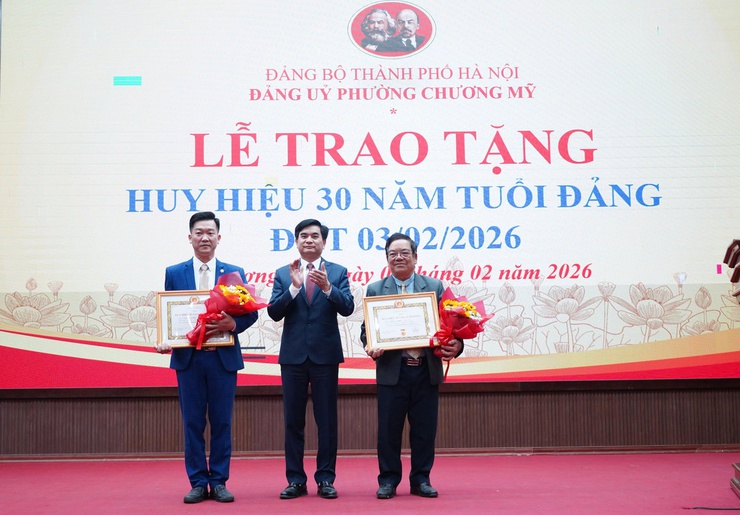 ĐẢNG BỘ THÀNH PHỐ HÀ NỘI
ĐẢNG UỶ PHƯỜNG CHƯƠNG MỸ
*
LỄ TRAO TẶNG
HUY HIỆU 30 NĂM TUỔI ĐẢNG
03/02/2026
tháng 02 năm 2026